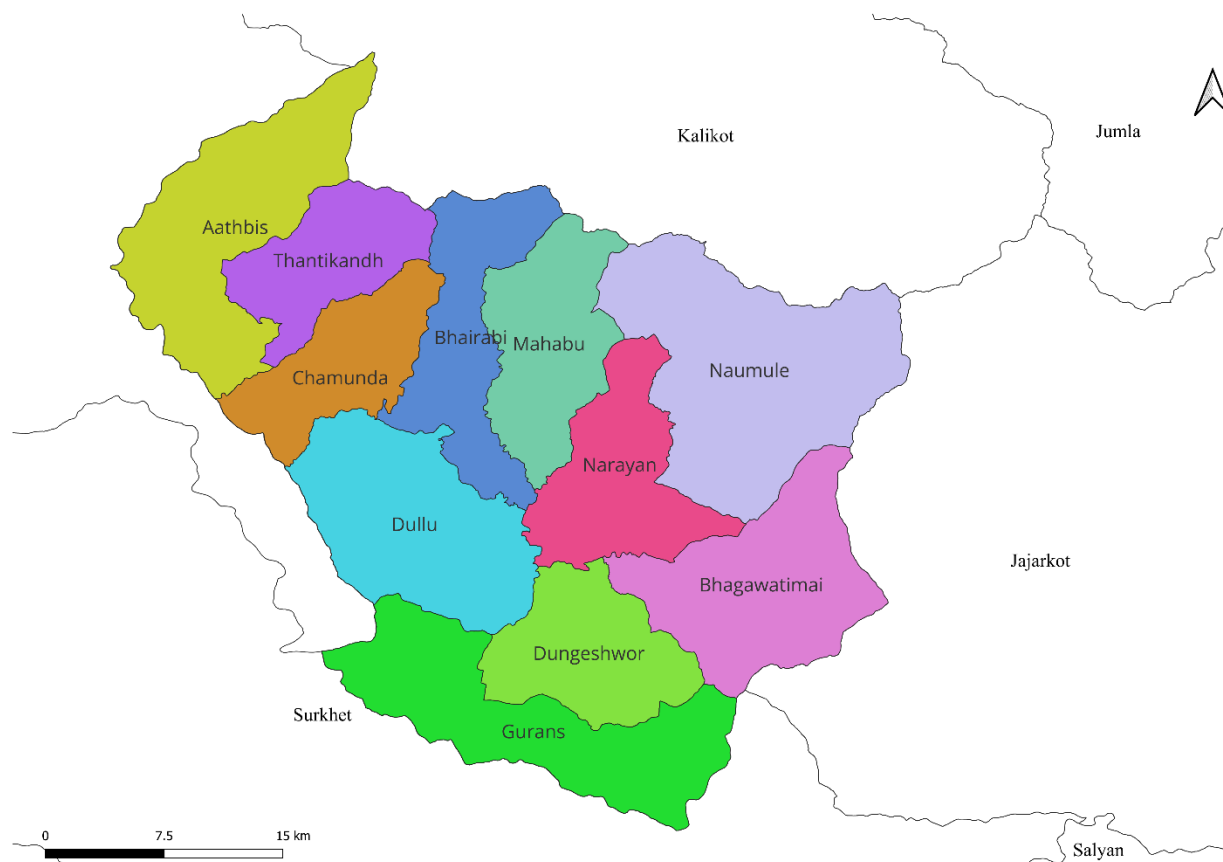 Kalikot
Jumla
Aathbis
Thantikandh
Bhairabi
Mahabu
Naumule
Chamunda
Narayan
Dullu
Jajarkot
Bhagawatimai
Dungeshwor
Surkhet
Gurans
0 7.5 15 km
Salyan